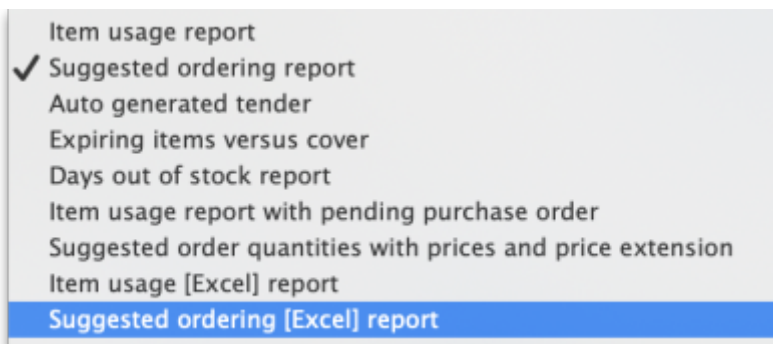 Item usage report
✓ Suggested ordering report
Auto generated tender
Expiring items versus cover
Days out of stock report
Item usage report with pending purchase order
Suggested order quantities with prices and price extension
Item usage [Excel] report
Suggested ordering [Excel] report